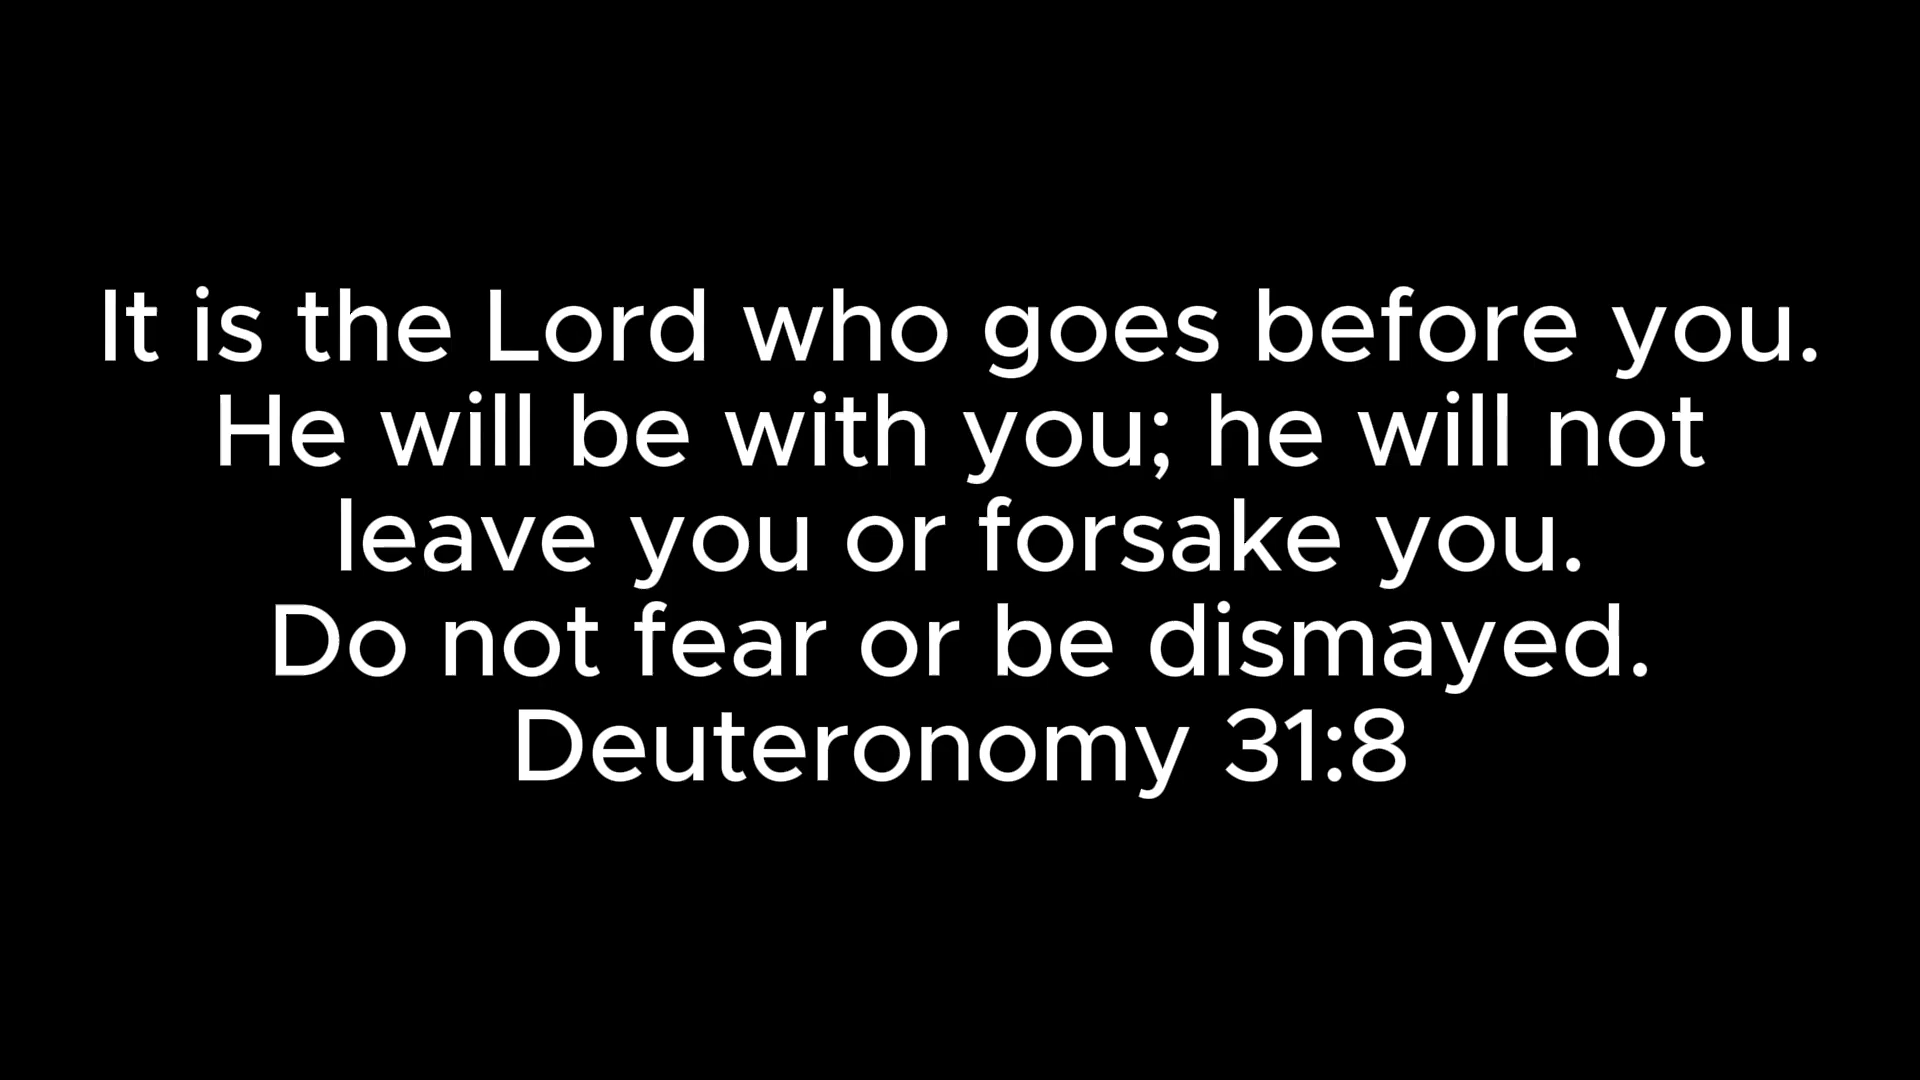 It is the Lord who goes before you.
He will be with you; he will not
leave you or forsake you.
Do not fear or be dismayed.
Deuteronomy 31:8